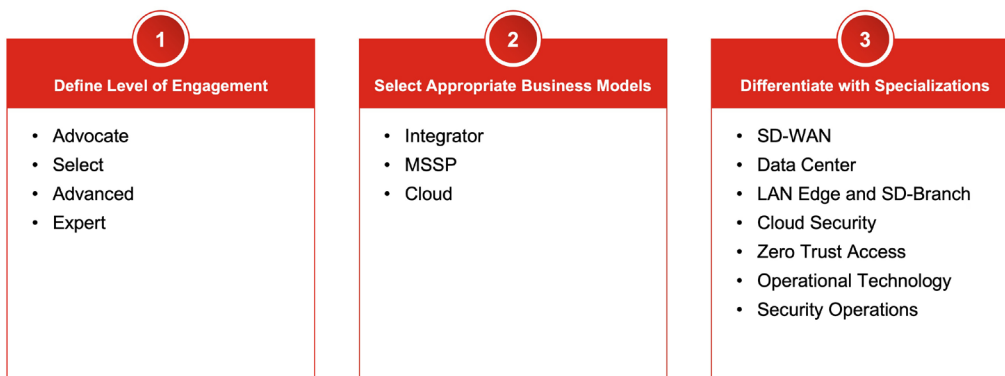 1
Define Level of Engagement
• Advocate
• Select
• Advanced
• Expert
2
Select Appropriate Business Models
• Integrator
• MSSP
• Cloud
3
Differentiate with Specializations
• SD-WAN
• Data Center
• LAN Edge and SD-Branch
• Cloud Security
• Zero Trust Access
• Operational Technology
• Security Operations